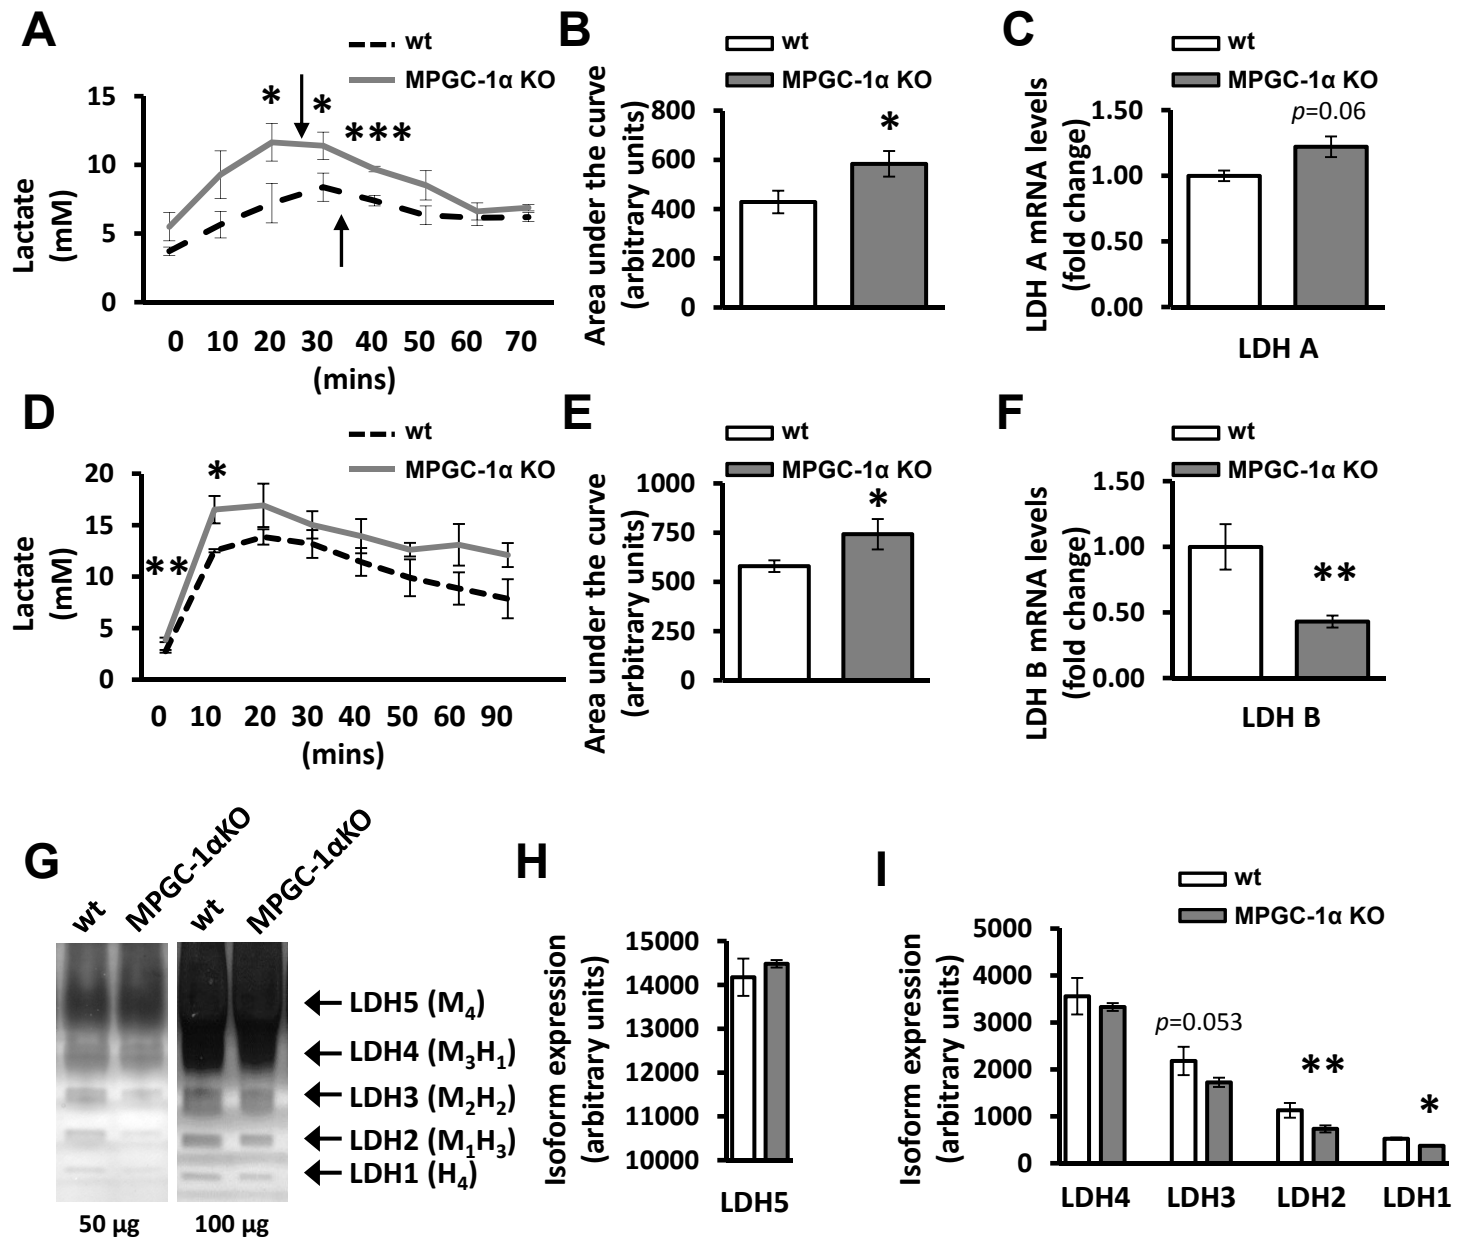 A
wt
MPGC-1α KO
15
10
5
0
Lactate
(mM)
*
*
***
0 10 20 30 40 50 60 70
(mins)
B
wt
MPGC-1α KO
Area under the curve
(arbitrary units)
800
600
400
200
0
*
C
wt
MPGC-1α KO
LDH A mRNA levels
(fold change)
1.50
1.00
0.50
0.00
p=0.06
LDH A
D
wt
MPGC-1α KO
20
15
10
5
0
Lactate
(mM)
**
*
0 10 20 30 40 50 60 90
(mins)
E
wt
MPGC-1α KO
Area under the curve
(arbitrary units)
1000
750
500
250
0
*
F
wt
MPGC-1α KO
LDH B mRNA levels
(fold change)
1.50
1.00
0.50
0.00
**
LDH B
G
wt
MPGC-1αKO
wt
MPGC-1αKO
LDH5 (M4)
LDH4 (M3H1)
LDH3 (M2H2)
LDH2 (M1H3)
LDH1 (H4)
50 µg
100 µg
H
Isoform expression
(arbitrary units)
15000
14000
13000
12000
11000
10000
LDH5
I
wt
MPGC-1α KO
Isoform expression
(arbitrary units)
5000
4000
3000
2000
1000
0
p=0.053
**
*
LDH4 LDH3 LDH2 LDH1